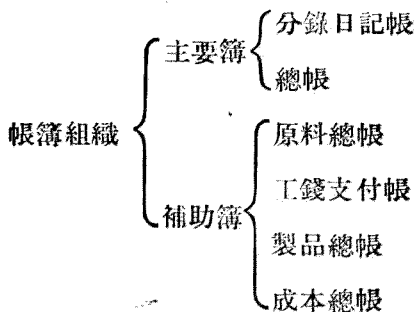 帳簿組織
主要簿
分錄日記帳
總帳
補助簿
原料總帳
工錢支付帳
製品總帳
成本總帳